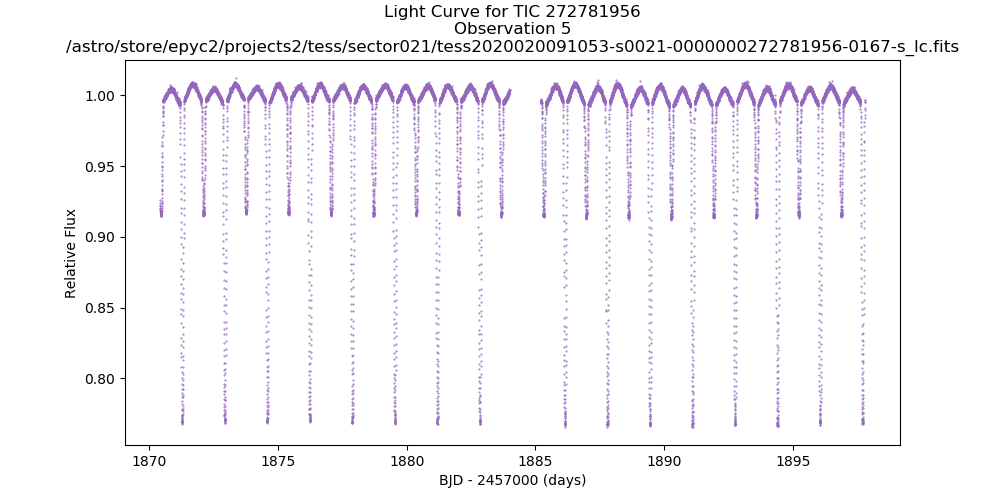 Light Curve for TIC 272781956
Observation 5
/astro/store/epyc2/projects2/tess/sector021/tess2020020091053-s0021-0000000272781956-0167-s_lc.fits
1.00
0.95
0.90
0.85
0.80
Relative Flux
1870
1875
1880
1885
1890
1895
BJD - 2457000 (days)